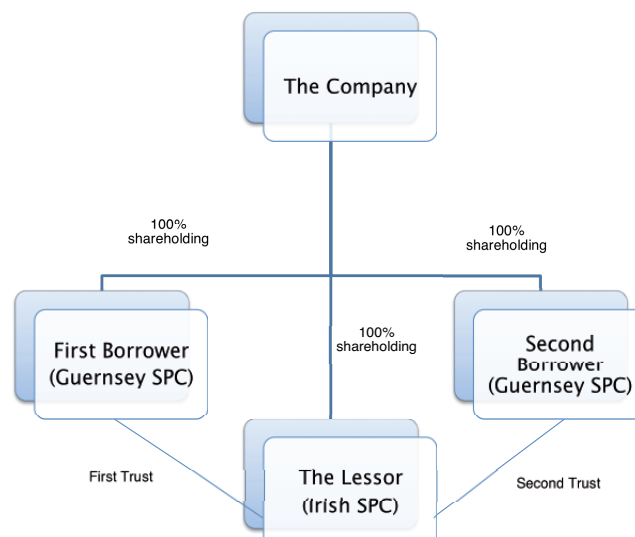 The Company
100%
shareholding
100%
shareholding
100%
shareholding
First Borrower
(Guernsey SPC)
Second
Borrower
(Guernsey SPC)
First Trust
The Lessor
(Irish SPC)
Second Trust